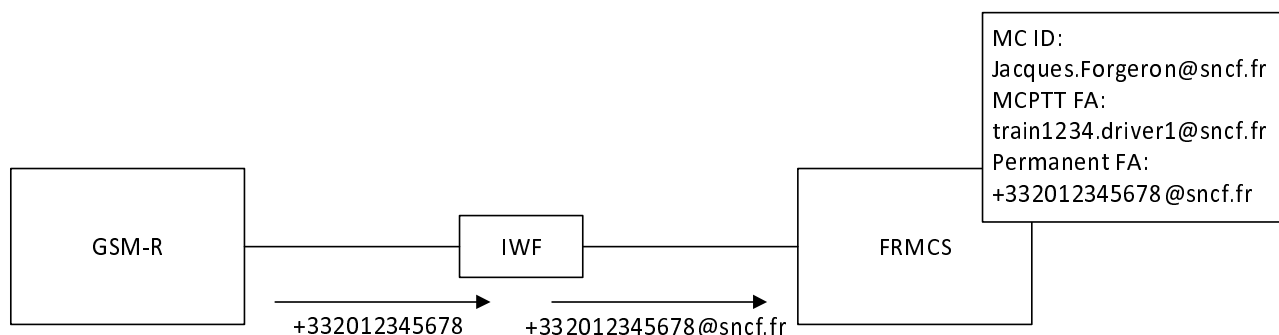 MC ID:
Jacques.Forgeron@sncf.fr
MCPTT FA:
train1234.driver1@sncf.fr
Permanent FA:
+332012345678@sncf.fr
GSM-R
IWF
FRMCS
+332012345678
+332012345678@sncf.fr